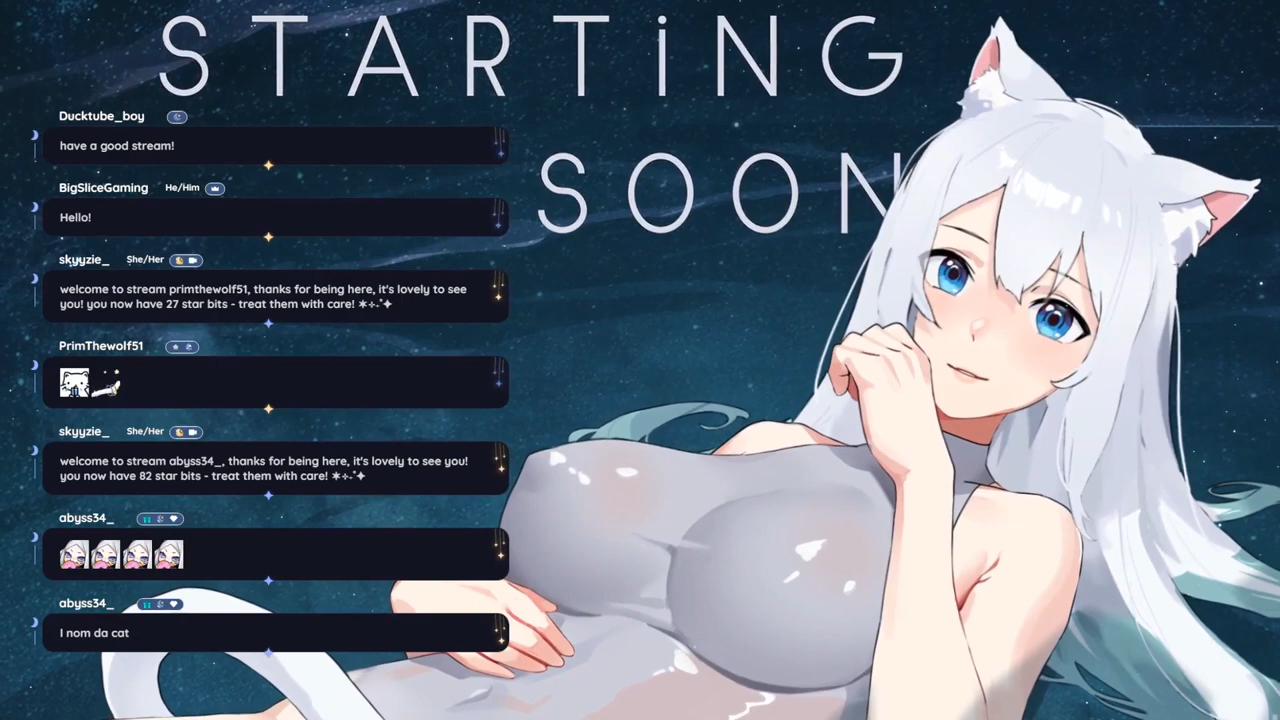 STARTiNG
SOON
Ducktube_boy
have a good stream!
BigSliceGaming He/Him
Hello!
skyyzie_ She/Her
welcome to stream primthewolf51, thanks for being here, it's lovely to see
you! you now have 27 star bits - treat them with care! ✶⊹₊˚✦
PrimThewolf51
skyyzie_ She/Her
welcome to stream abyss34_, thanks for being here, it's lovely to see you!
you now have 82 star bits - treat them with care! ✶⊹₊˚✦
abyss34_
abyss34_
I nom da cat